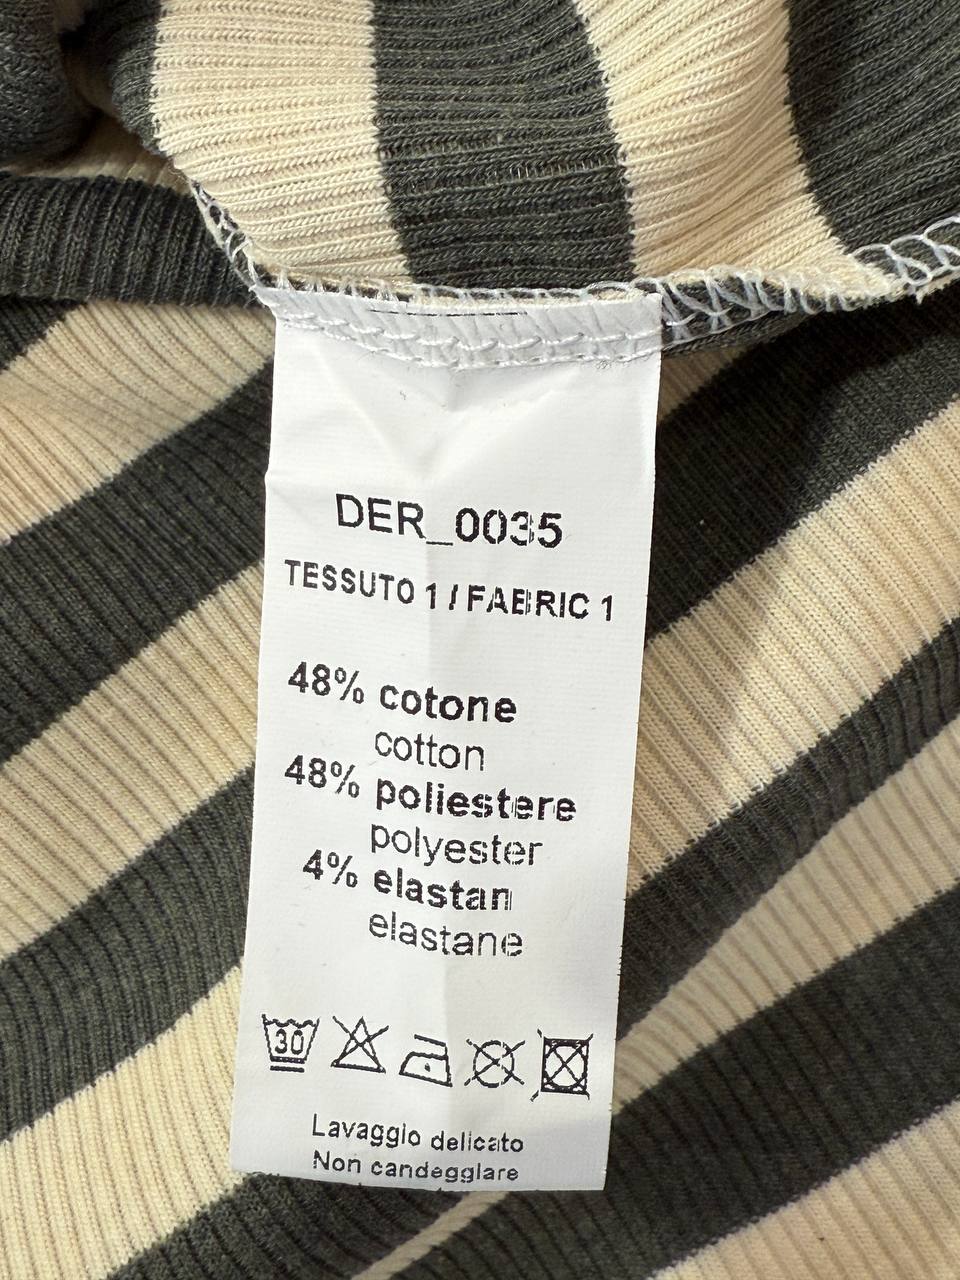 DER_0035
TESSUTO 1 / FABRIC 1
48% cotone
cotton
48% poliestere
polyester
4% elastan
elastane
30
Lavaggio delicato
Non candeggiare